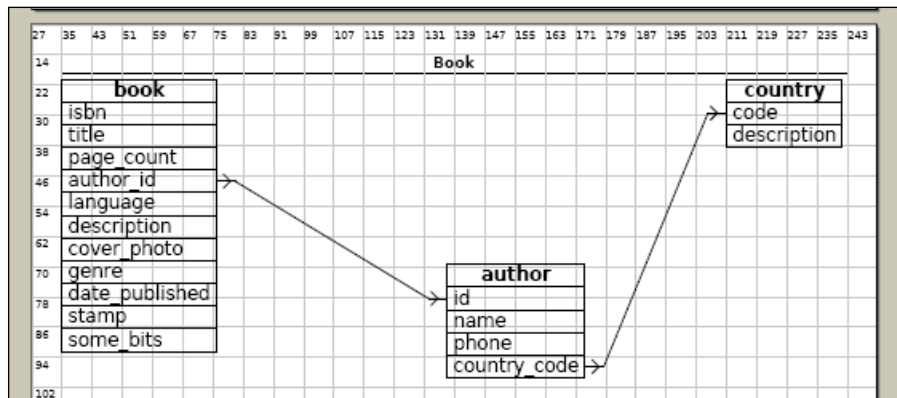 27 35 43 51 59 67 75 83 91 99 107 115 123 131 139 147 155 163 171 179 187 195 203 211 219 227 235 243
14
Book
22
30
38
46
54
62
70
78
86
94
102
book
isbn
title
page_count
author_id
language
description
cover_photo
genre
date_published
stamp
some_bits
author
id
name
phone
country_code
country
code
description